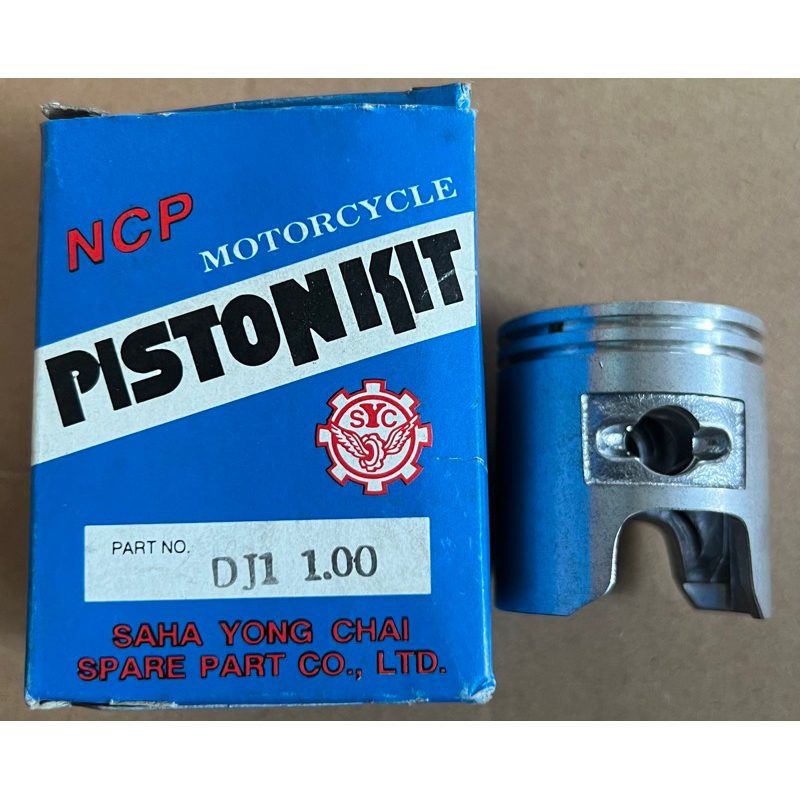 NCP
MOTORCYCLE
PISTON KIT
SYC
PART NO. DJ1 1.00
SAHA YONG CHAI
SPARE PART CO., LTD.